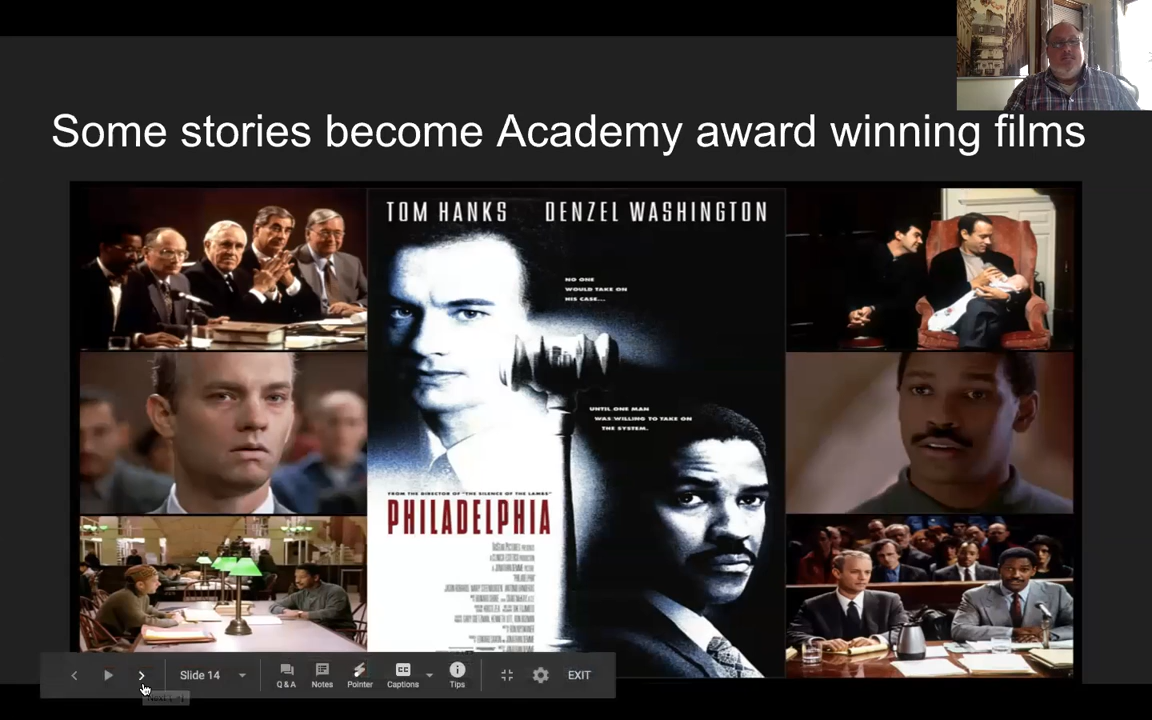 Some stories become Academy award winning films
TOM HANKS DENZEL WASHINGTON
NO ONE
WOULD TAKE ON
HIS CASE...
UNTIL ONE MAN
WAS WILLING TO TAKE ON
THE SYSTEM.
FROM THE DIRECTOR OF "THE SILENCE OF THE LAMBS"
PHILADELPHIA
Slide 14
Q & A
Notes
Pointer
Captions
Tips
EXIT